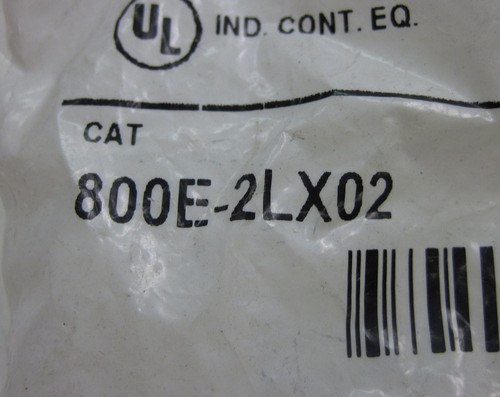 UL IND. CONT. EQ.
CAT
800E-2LX02